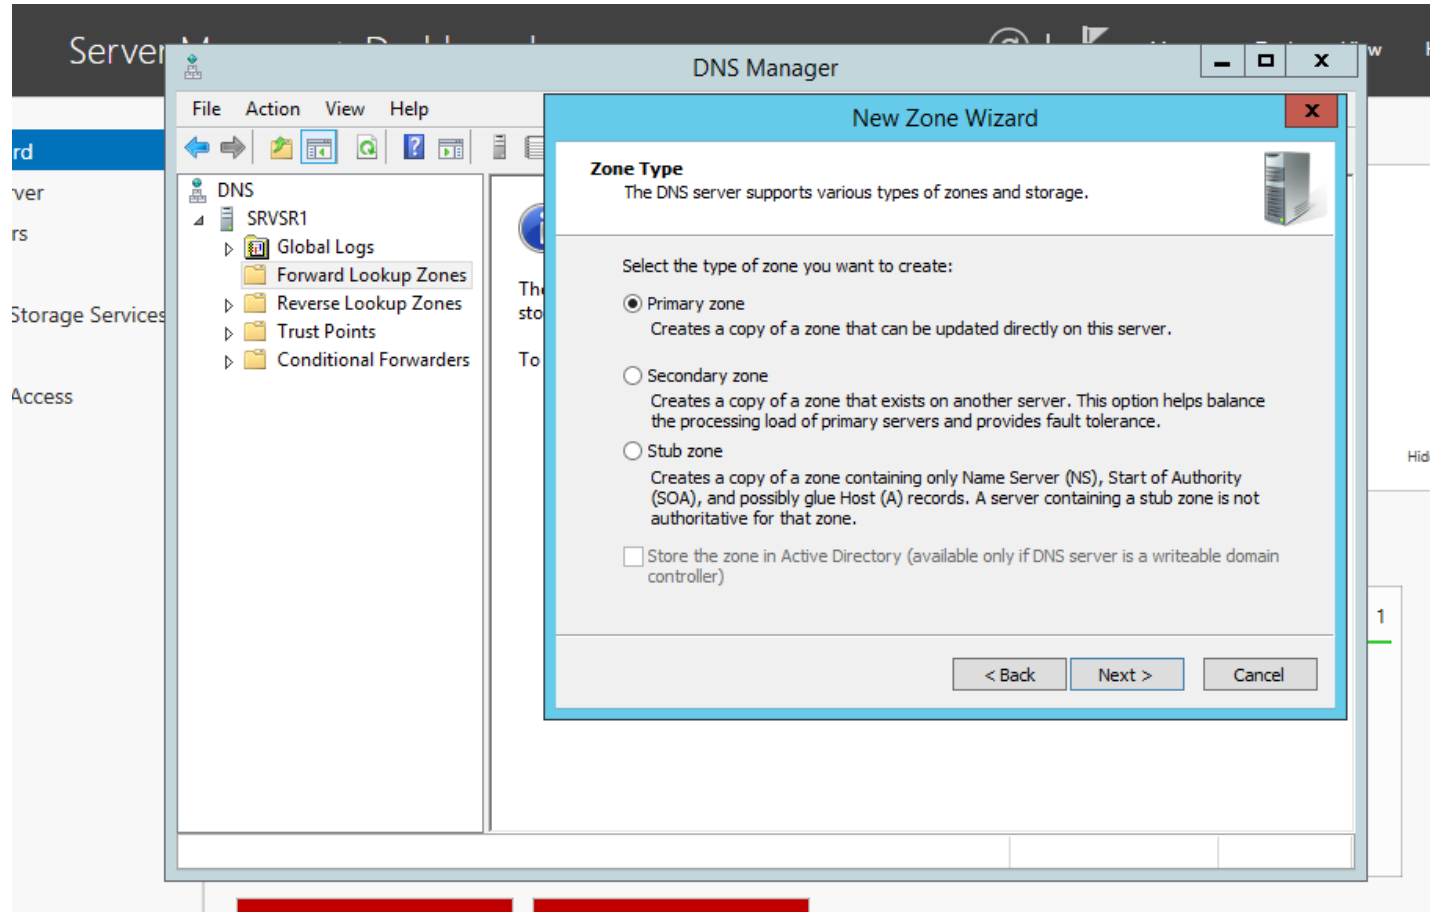 Server
DNS Manager
File Action View Help
New Zone Wizard
rd
ver
rs
Storage Services
Access
DNS
SRVSR1
Global Logs
Forward Lookup Zones
Reverse Lookup Zones
Trust Points
Conditional Forwarders
sto
To
Zone Type
The DNS server supports various types of zones and storage.
Select the type of zone you want to create:
Primary zone
Creates a copy of a zone that can be updated directly on this server.
Secondary zone
Creates a copy of a zone that exists on another server. This option helps balance
the processing load of primary servers and provides fault tolerance.
Stub zone
Creates a copy of a zone containing only Name Server (NS), Start of Authority
(SOA), and possibly glue Host (A) records. A server containing a stub zone is not
authoritative for that zone.
Store the zone in Active Directory (available only if DNS server is a writeable domain
controller)
< Back Next > Cancel
1